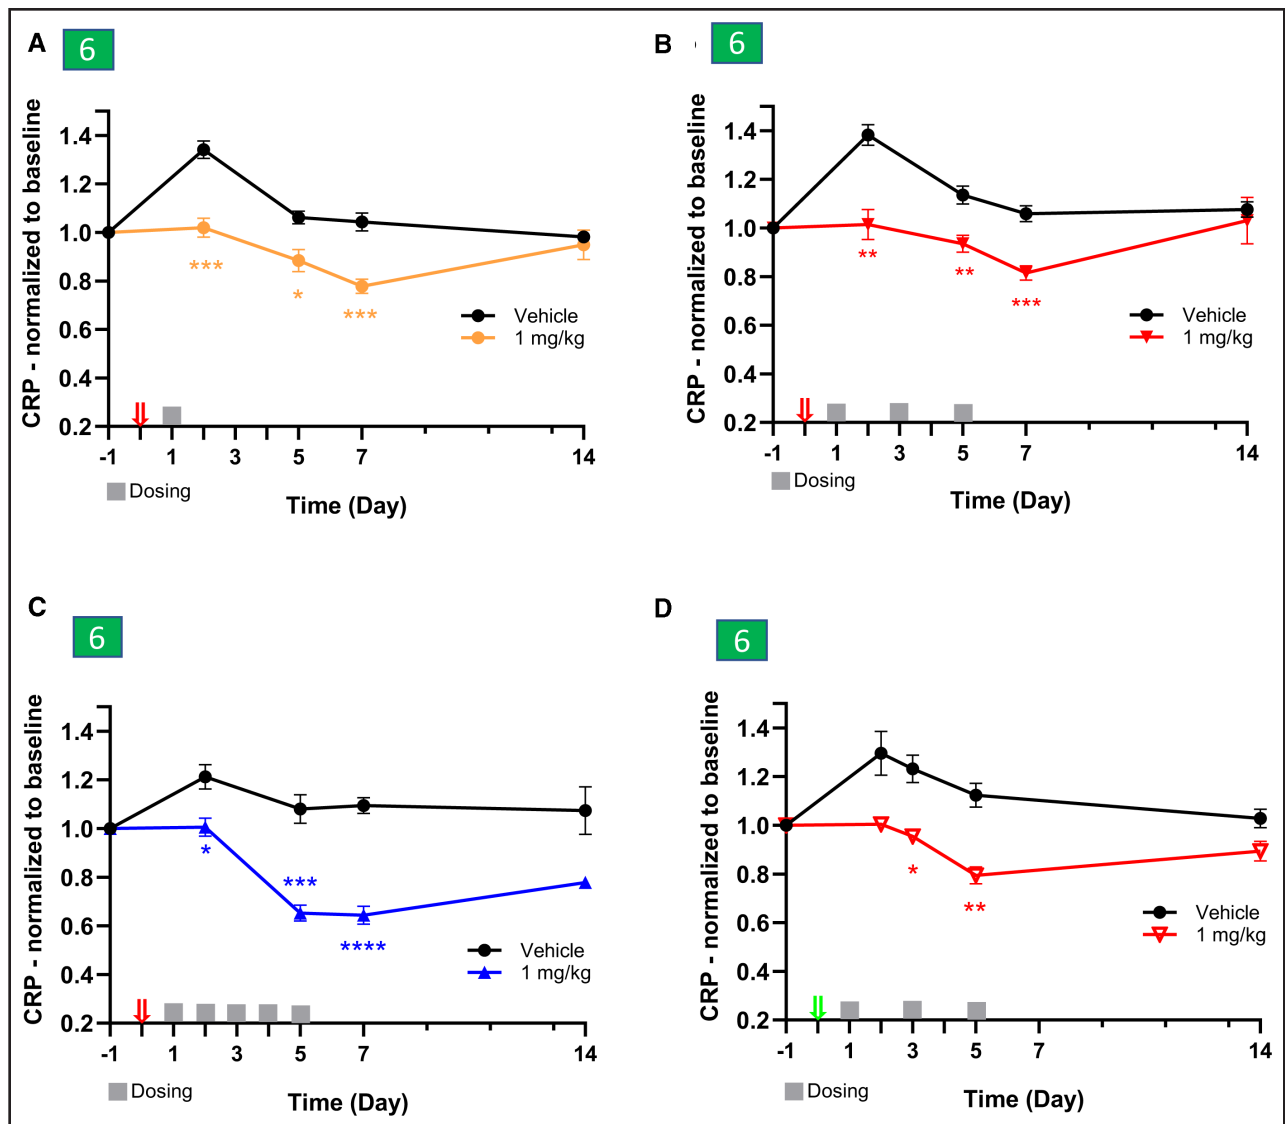 A
6
CRP - normalized to baseline
1.4
1.2
1.0
0.8
0.6
0.4
0.2
***
*
***
Vehicle
1 mg/kg
-1 1 3 5 7 14
Dosing
Time (Day)
B
6
CRP - normalized to baseline
1.4
1.2
1.0
0.8
0.6
0.4
0.2
**
**
***
Vehicle
1 mg/kg
-1 1 3 5 7 14
Dosing
Time (Day)
C
6
CRP - normalized to baseline
1.4
1.2
1.0
0.8
0.6
0.4
0.2
*
***
****
Vehicle
1 mg/kg
-1 1 3 5 7 14
Dosing
Time (Day)
D
6
CRP - normalized to baseline
1.4
1.2
1.0
0.8
0.6
0.4
0.2
*
**
Vehicle
1 mg/kg
-1 1 3 5 7 14
Dosing
Time (Day)